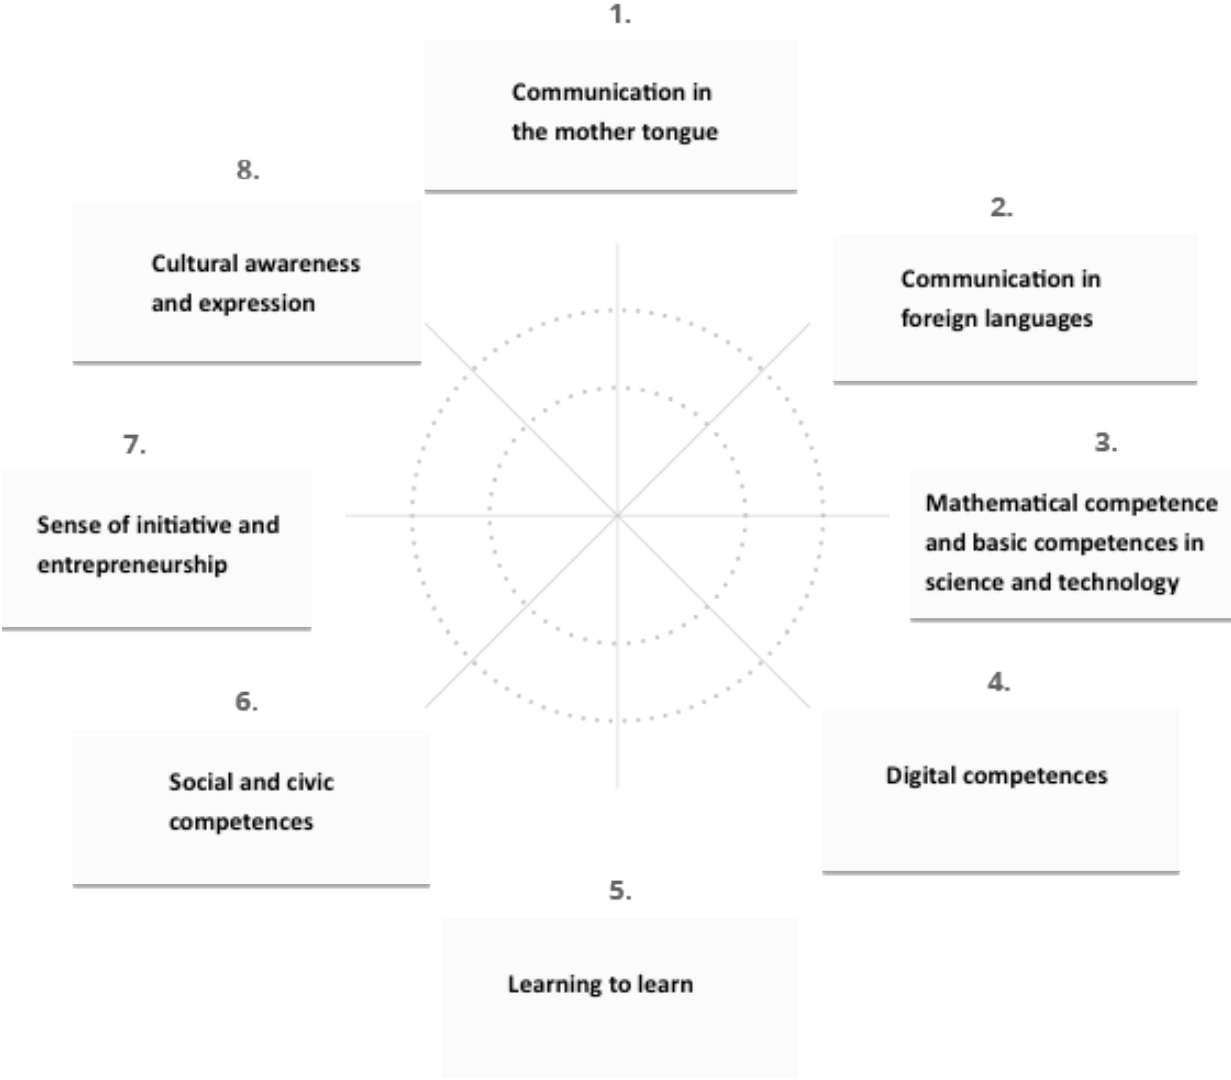 1.
Communication in
the mother tongue
2.
Communication in
foreign languages
3.
Mathematical competence
and basic competences in
science and technology
4.
Digital competences
5.
Learning to learn
6.
Social and civic
competences
7.
Sense of initiative and
entrepreneurship
8.
Cultural awareness
and expression